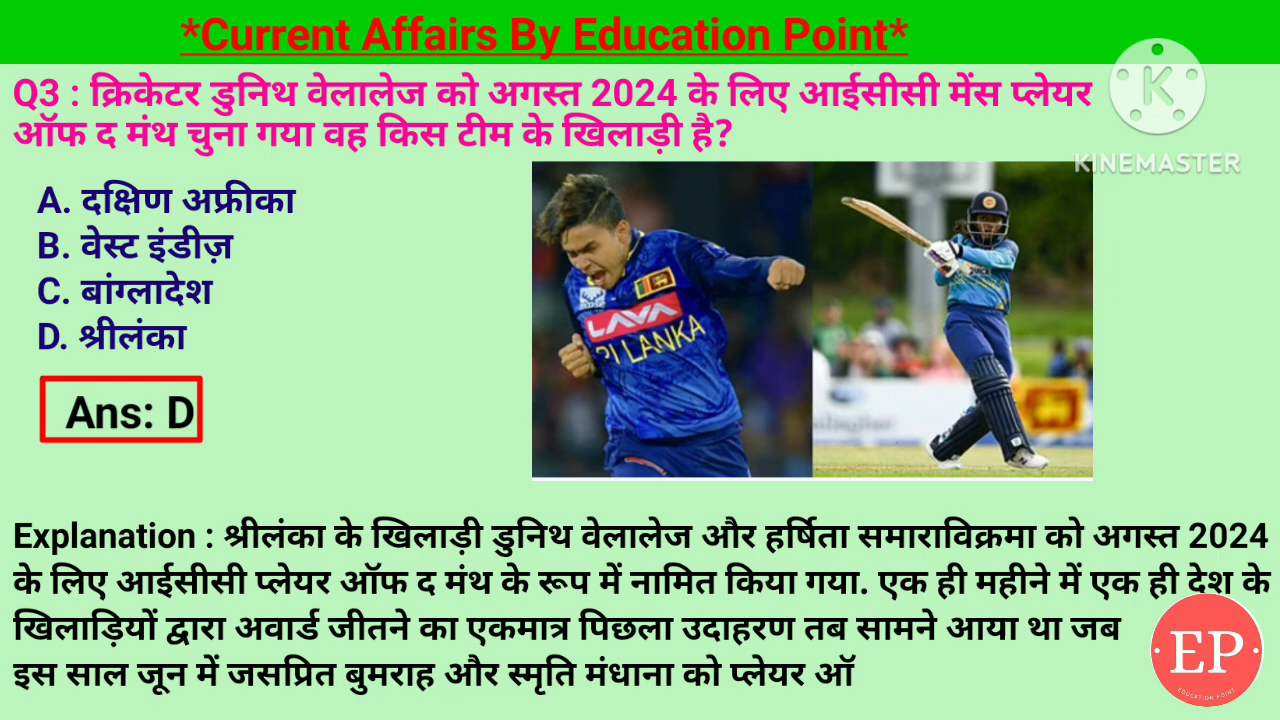 *Current Affairs By Education Point*
Q3 : क्रिकेटर डुनिथ वेलालेज को अगस्त 2024 के लिए आईसीसी मेंस प्लेयर
ऑफ द मंथ चुना गया वह किस टीम के खिलाड़ी है?
K
KINEMASTER
A. दक्षिण अफ्रीका
B. वेस्ट इंडीज़
C. बांग्लादेश
D. श्रीलंका
LAVA
SRI LANKA
Ans: D
Explanation : श्रीलंका के खिलाड़ी डुनिथ वेलालेज और हर्षिता समाराविक्रमा को अगस्त 2024
के लिए आईसीसी प्लेयर ऑफ द मंथ के रूप में नामित किया गया. एक ही महीने में एक ही देश के
खिलाड़ियों द्वारा अवार्ड जीतने का एकमात्र पिछला उदाहरण तब सामने आया था जब
इस साल जून में जसप्रित बुमराह और स्मृति मंधाना को प्लेयर ऑ
EP
EDUCATION POINT